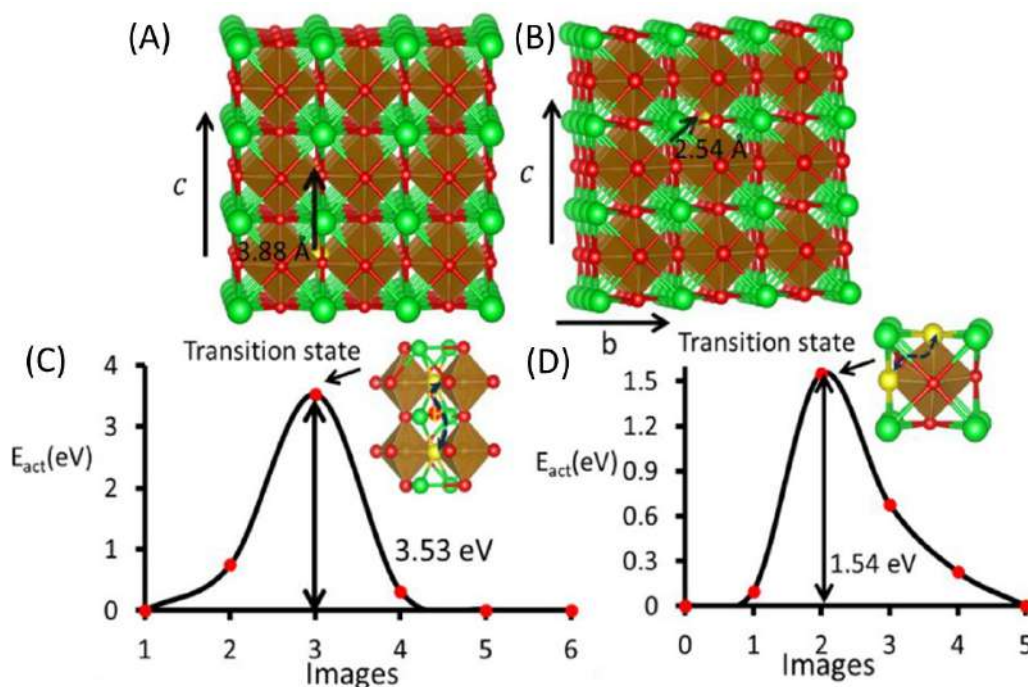 (A)
c
3.88 Å
(B)
c
2.54 Å
b
(C)
Transition state
4
3
2
1
0
E_act(eV)
3.53 eV
1 2 3 4 5 6
Images
(D)
Transition state
1.5
1.2
0.9
0.6
0.3
0
E_act(eV)
1.54 eV
0 1 2 3 4 5
Images